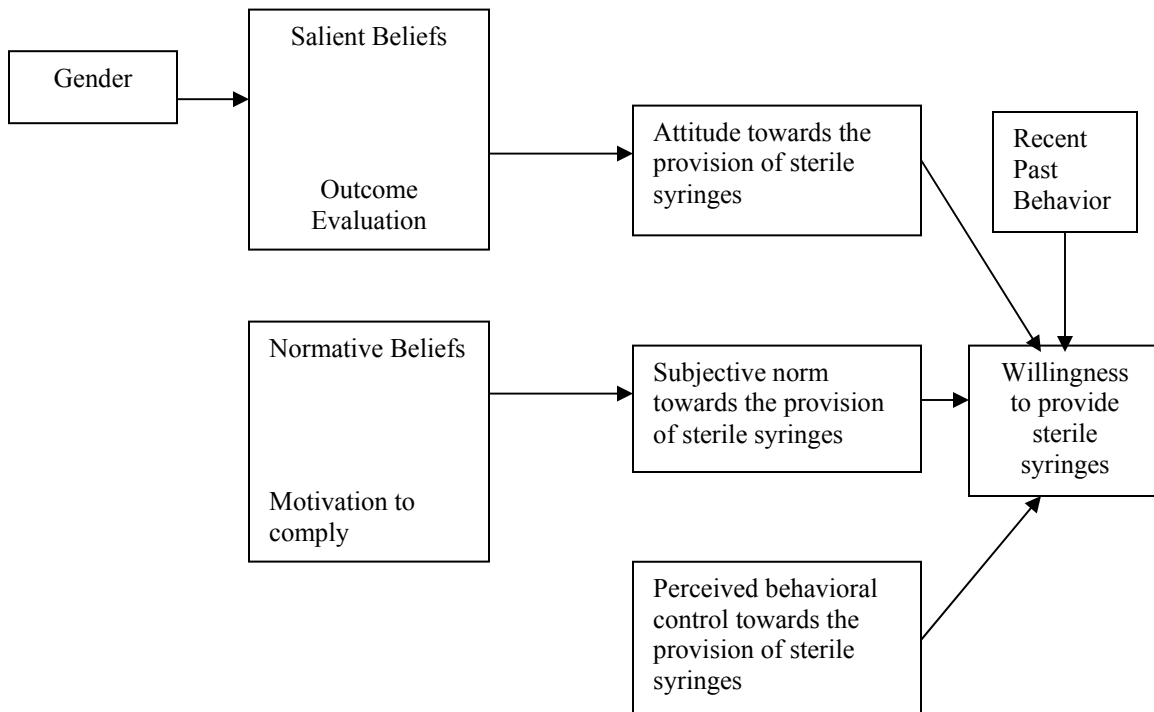 Gender
Salient Beliefs
Outcome
Evaluation
Attitude towards the
provision of sterile
syringes
Recent
Past
Behavior
Normative Beliefs
Motivation to
comply
Subjective norm
towards the provision
of sterile syringes
Willingness
to provide
sterile
syringes
Perceived behavioral
control towards the
provision of sterile
syringes